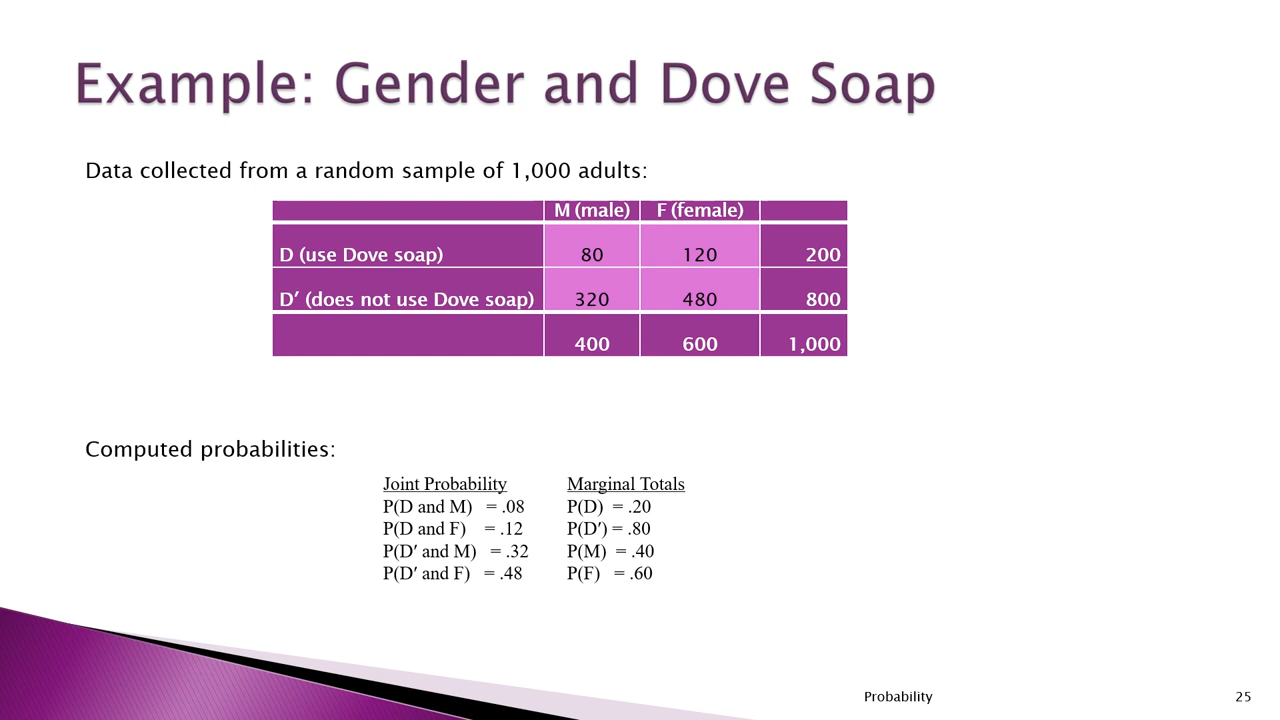 Example: Gender and Dove Soap
Data collected from a random sample of 1,000 adults:
M (male) F (female)
D (use Dove soap) 80 120 200
D’ (does not use Dove soap) 320 480 800
400 600 1,000
Computed probabilities:
Joint Probability Marginal Totals
P(D and M) = .08 P(D) = .20
P(D and F) = .12 P(D′) = .80
P(D′ and M) = .32 P(M) = .40
P(D′ and F) = .48 P(F) = .60
Probability 25